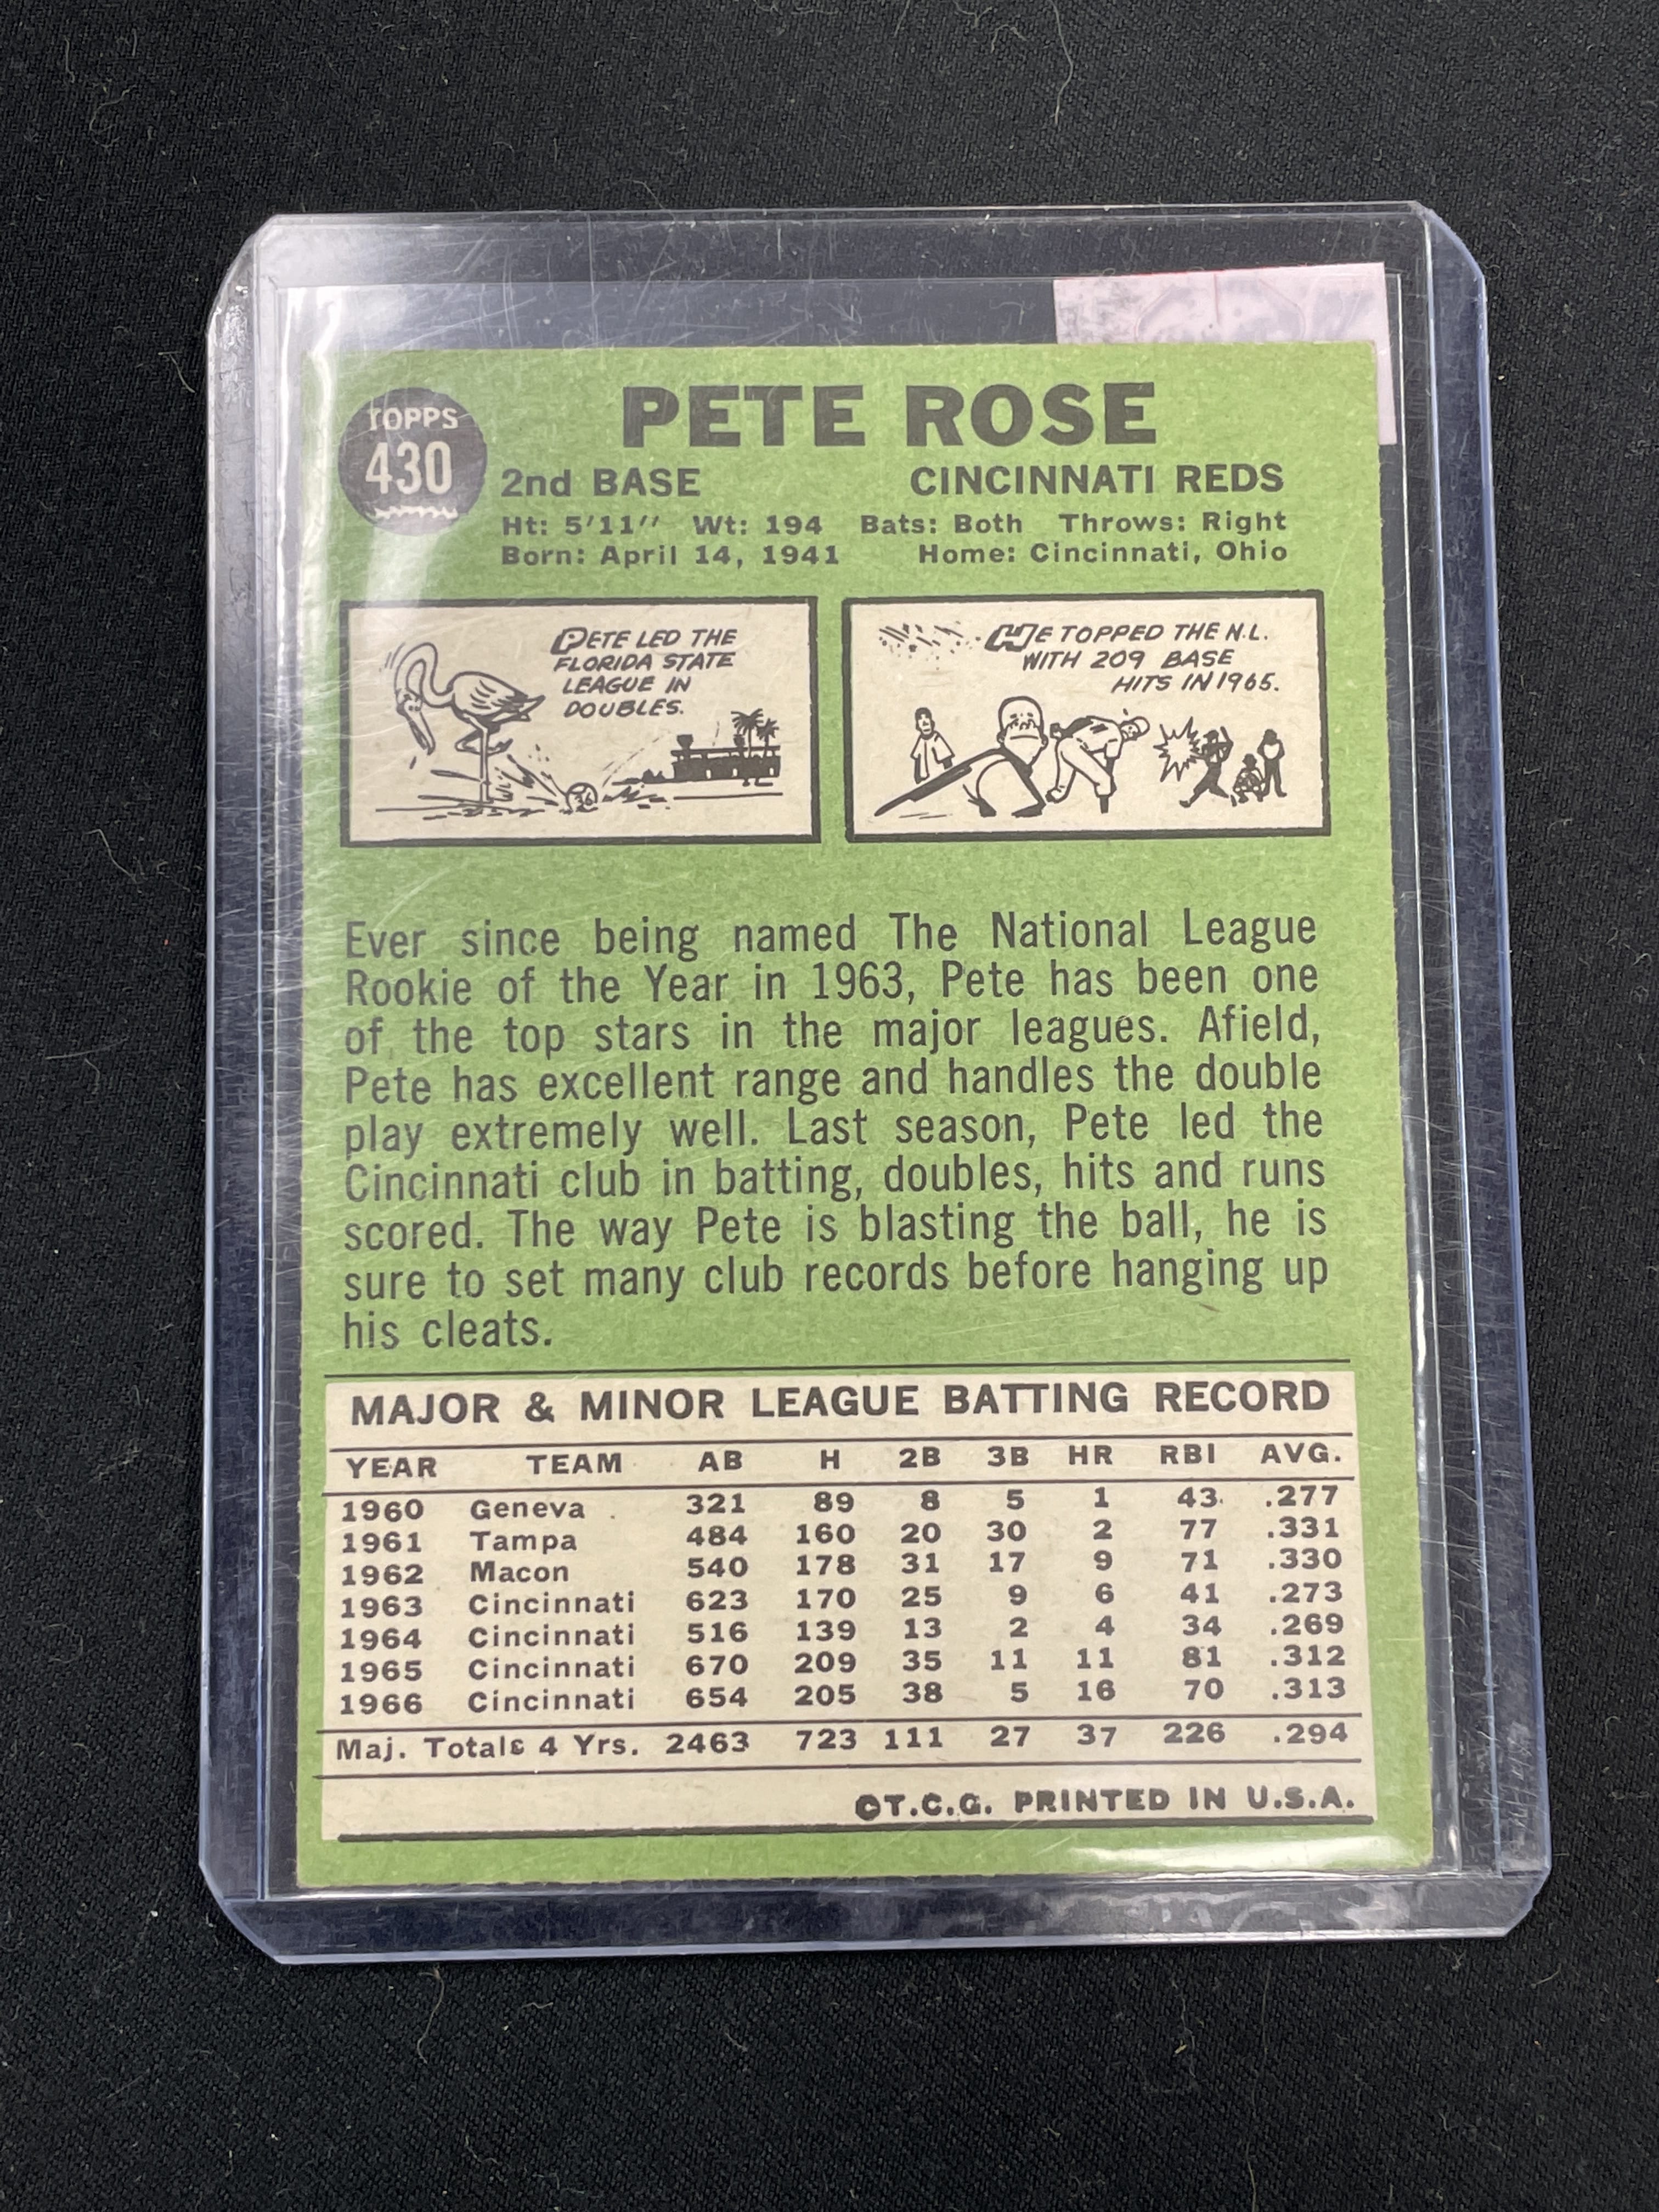 TOPPS
430
PETE ROSE
2nd BASE CINCINNATI REDS
Ht: 5'11" Wt: 194 Bats: Both Throws: Right
Born: April 14, 1941 Home: Cincinnati, Ohio
PETE LED THE
FLORIDA STATE
LEAGUE IN
DOUBLES.
36
HE TOPPED THE N.L.
WITH 209 BASE
HITS IN 1965.
Ever since being named The National League
Rookie of the Year in 1963, Pete has been one
of the top stars in the major leagues. Afield,
Pete has excellent range and handles the double
play extremely well. Last season, Pete led the
Cincinnati club in batting, doubles, hits and runs
scored. The way Pete is blasting the ball, he is
sure to set many club records before hanging up
his cleats.
MAJOR & MINOR LEAGUE BATTING RECORD
YEAR TEAM AB H 2B 3B HR RBI AVG.
1960 Geneva 321 89 8 5 1 43 .277
1961 Tampa 484 160 20 30 2 77 .331
1962 Macon 540 178 31 17 9 71 .330
1963 Cincinnati 623 170 25 9 6 41 .273
1964 Cincinnati 516 139 13 2 4 34 .269
1965 Cincinnati 670 209 35 11 11 81 .312
1966 Cincinnati 654 205 38 5 16 70 .313
Maj. Totals 4 Yrs. 2463 723 111 27 37 226 .294
©T.C.G. PRINTED IN U.S.A.